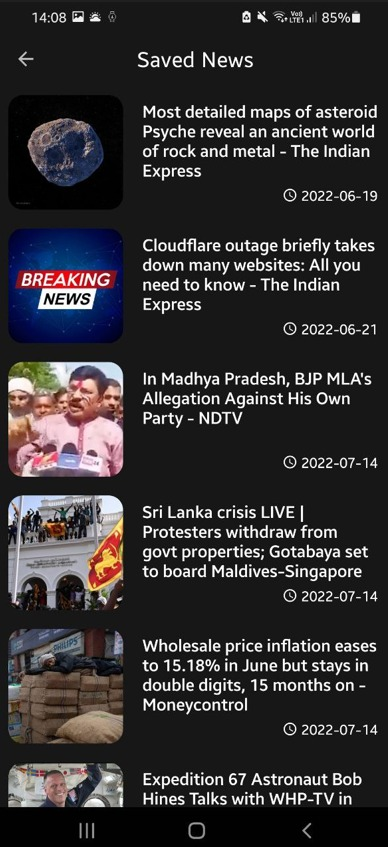 14:08 85%
Saved News
Most detailed maps of asteroid
Psyche reveal an ancient world
of rock and metal - The Indian
Express
2022-06-19
BREAKING
NEWS
Cloudflare outage briefly takes
down many websites: All you
need to know - The Indian
Express
2022-06-21
In Madhya Pradesh, BJP MLA's
Allegation Against His Own
Party - NDTV
2022-07-14
Sri Lanka crisis LIVE |
Protesters withdraw from
govt properties; Gotabaya set
to board Maldives-Singapore
2022-07-14
PHILIPS
Wholesale price inflation eases
to 15.18% in June but stays in
double digits, 15 months on -
Moneycontrol
2022-07-14
Expedition 67 Astronaut Bob
Hines Talks with WHP-TV in